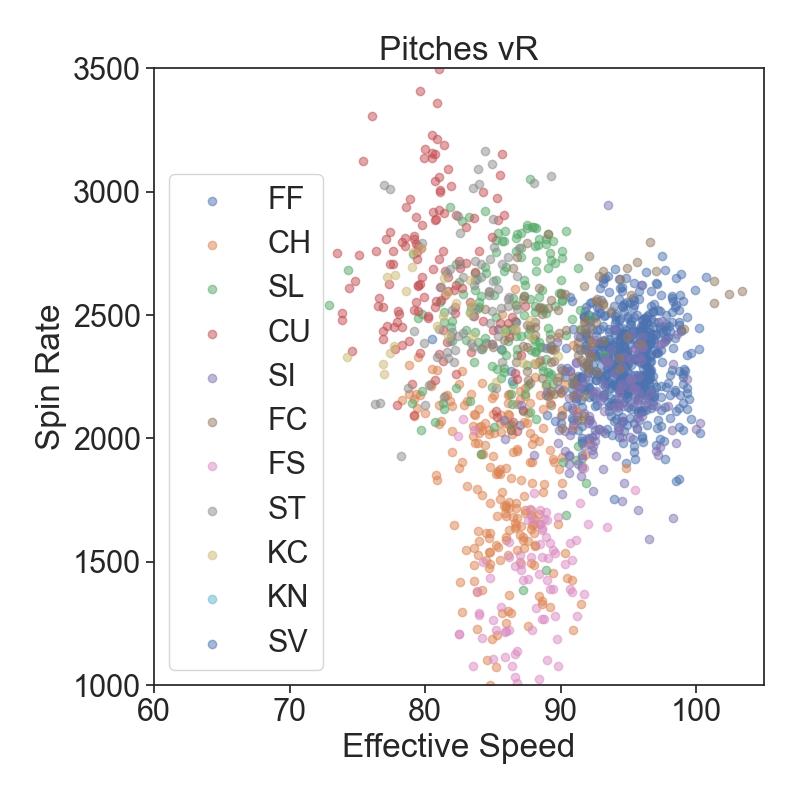 Pitches vR
3500
3000
2500
2000
1500
1000
Spin Rate
FF
CH
SL
CU
SI
FC
FS
ST
KC
KN
SV
60 70 80 90 100
Effective Speed